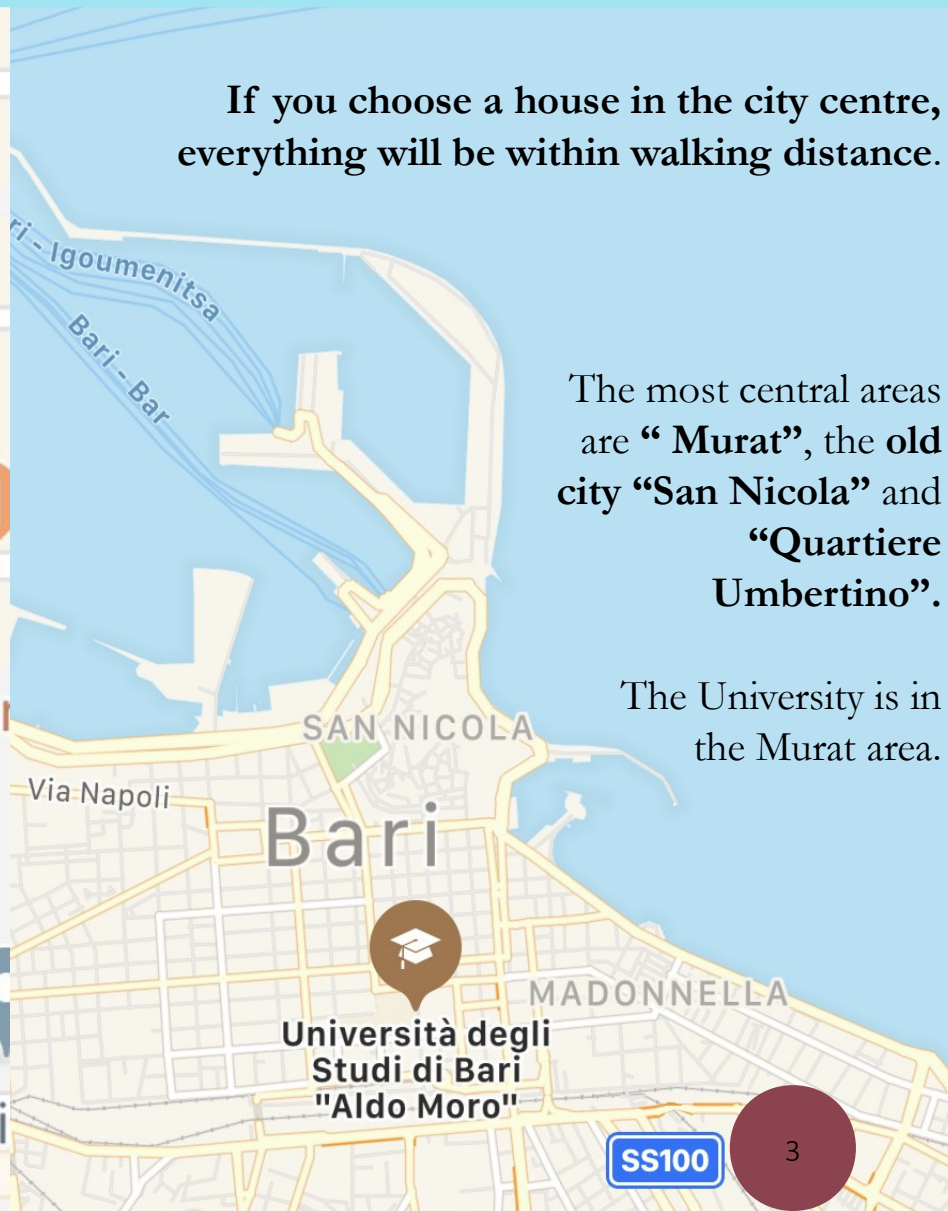 If you choose a house in the city centre,
everything will be within walking distance.
ri - Igoumenitsa
Bari - Bar
The most central areas
are “ Murat”, the old
city “San Nicola” and
“Quartiere
Umbertino”.
The University is in
the Murat area.
SAN NICOLA
Via Napoli
Bari
MADONNELLA
Università degli
Studi di Bari
"Aldo Moro"
SS100
3